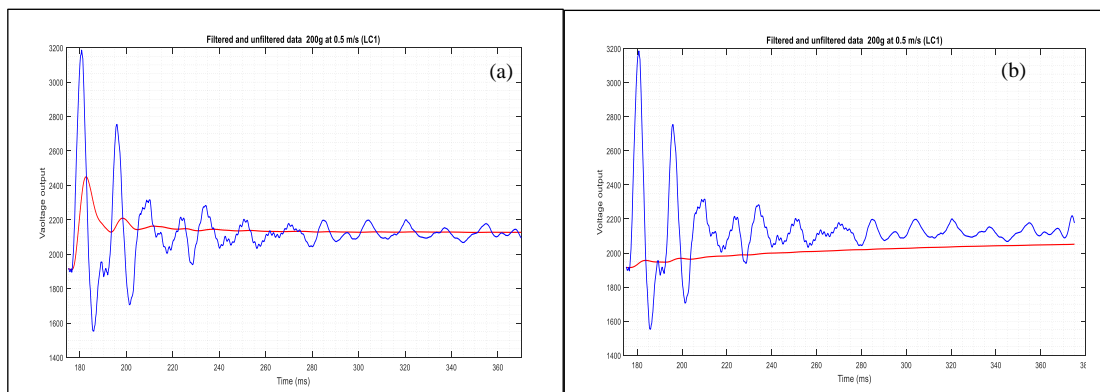 Filtered and unfiltered data 200g at 0.5 m/s (LC1)
(a)
Vaoltage output
3200
3000
2800
2600
2400
2200
2000
1800
1600
1400
180 200 220 240 260 280 300 320 340 360
Time (ms)
Filtered and unfiltered data 200g at 0.5 m/s (LC1)
(b)
Voltage output
3200
3000
2800
2600
2400
2200
2000
1800
1600
1400
180 200 220 240 260 280 300 320 340 360 38
Time (ms)